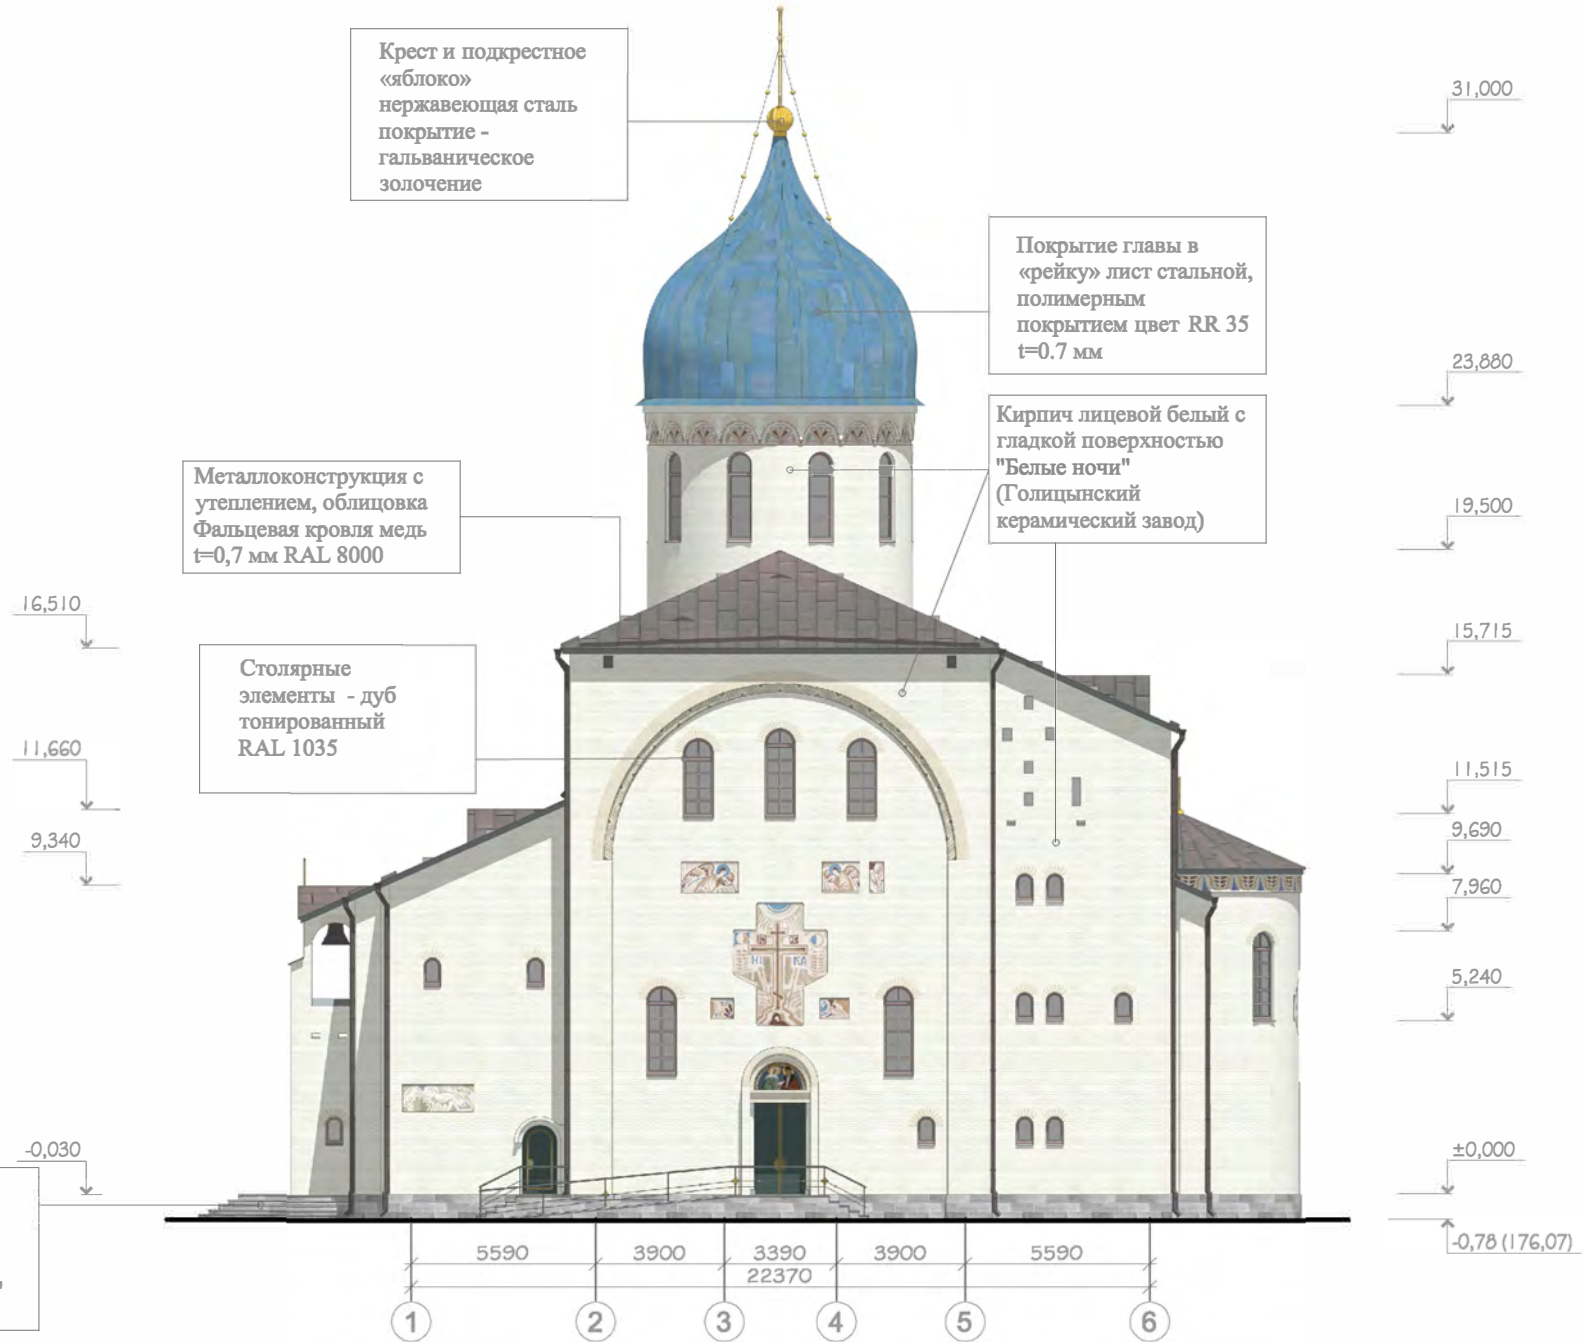 Крест и подкрестное
«яблоко»
нержавеющая сталь
покрытие -
гальваническое
золочение
31,000
Покрытие главы в
«рейку» лист стальной,
полимерным
покрытием цвет RR 35
t=0.7 мм
23,880
Кирпич лицевой белый с
гладкой поверхностью
"Белые ночи"
(Голицынский
керамический завод)
Металлоконструкция с
утеплением, облицовка
Фальцевая кровля медь
t=0,7 мм RAL 8000
19,500
16,510
15,715
Столярные
элементы - дуб
тонированный
RAL 1035
11,660
11,515
9,340
9,690
7,960
НІ КА
5,240
-0,030
±0,000
-0,78 (176,07)
5590 3900 3390 3900 5590
22370
1 2 3 4 5 6